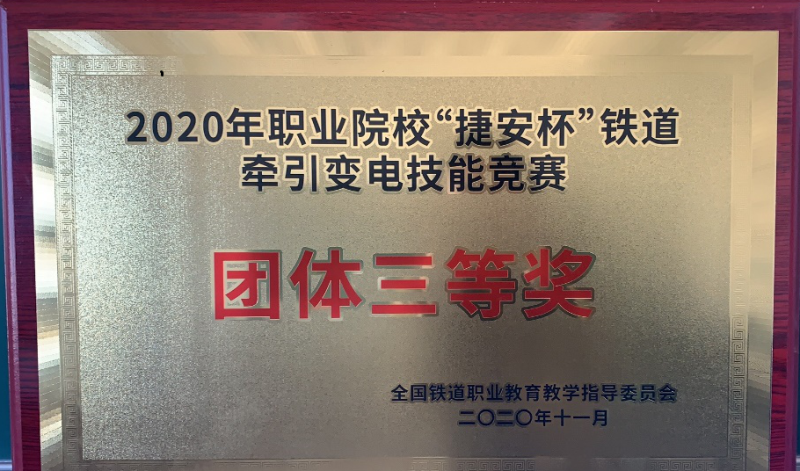 2020年职业院校“捷安杯”铁道
牵引变电技能竞赛
团体三等奖
全国铁道职业教育教学指导委员会
二〇二〇年十一月